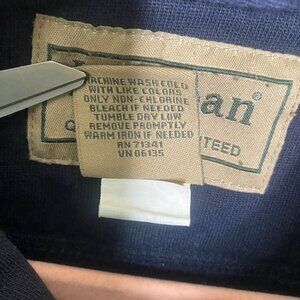 MACHINE WASH COLD
WITH LIKE COLORS
ONLY NON-CHLORINE
BLEACH IF NEEDED
TUMBLE DRY LOW
REMOVE PROMPTLY
WARM IRON IF NEEDED
RN 71341
VN 06135
an®
Q
TEED